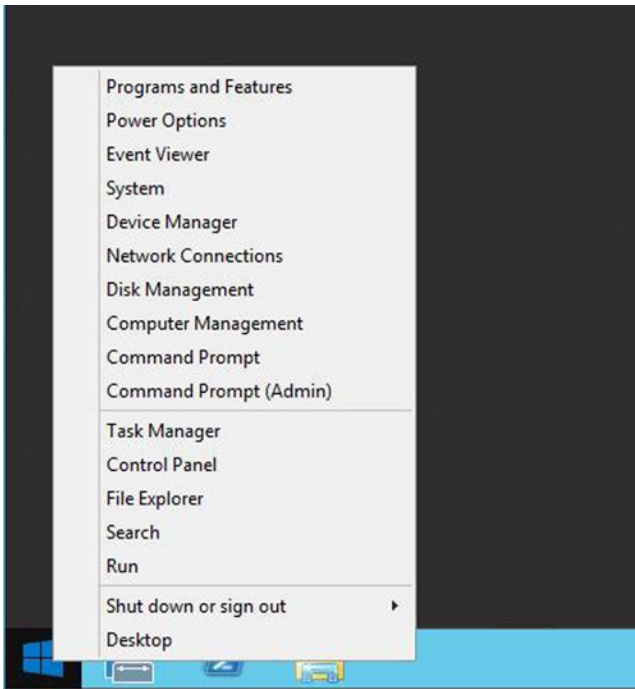 Programs and Features
Power Options
Event Viewer
System
Device Manager
Network Connections
Disk Management
Computer Management
Command Prompt
Command Prompt (Admin)
Task Manager
Control Panel
File Explorer
Search
Run
Shut down or sign out
Desktop